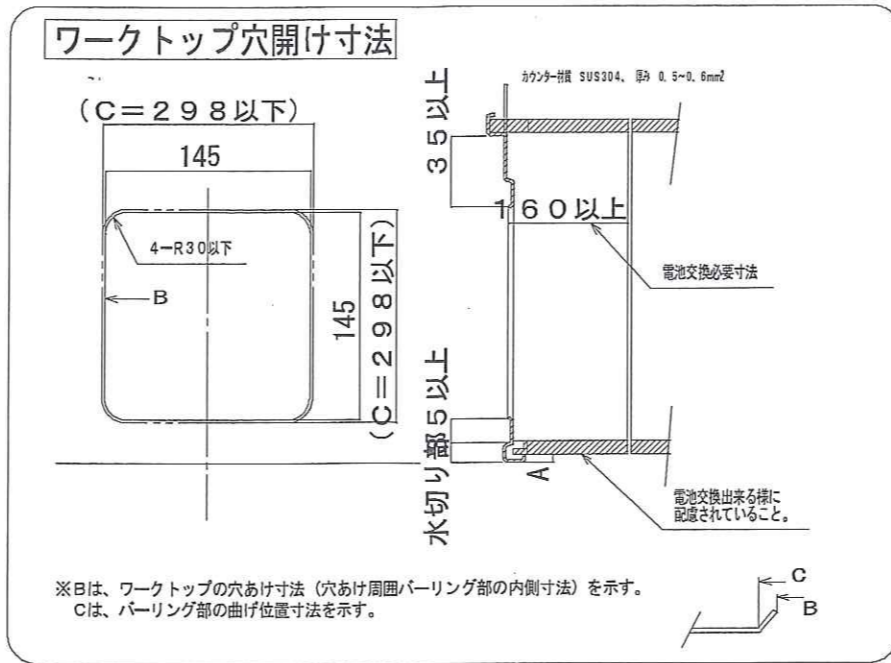 ワークトップ穴開け寸法
(C=298以下)
145
4-R30以下
B
145
(C=298以下)
カウンター材質 SUS304、 厚み 0.5~0.6mm2
35以上
160以上
電池交換必要寸法
水切り部5以上
A
電池交換出来る様に
配慮されていること。
※Bは、ワークトップの穴あけ寸法(穴あけ周囲バーリング部の内側寸法)を示す。
Cは、バーリング部の曲げ位置寸法を示す。
C
B